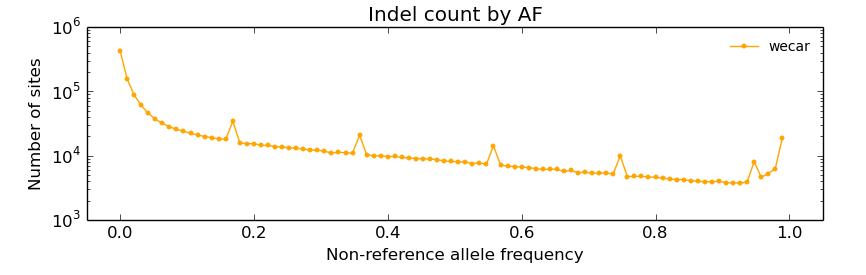 Indel count by AF
10^6
10^5
10^4
10^3
Number of sites
wecar
0.0 0.2 0.4 0.6 0.8 1.0
Non-reference allele frequency